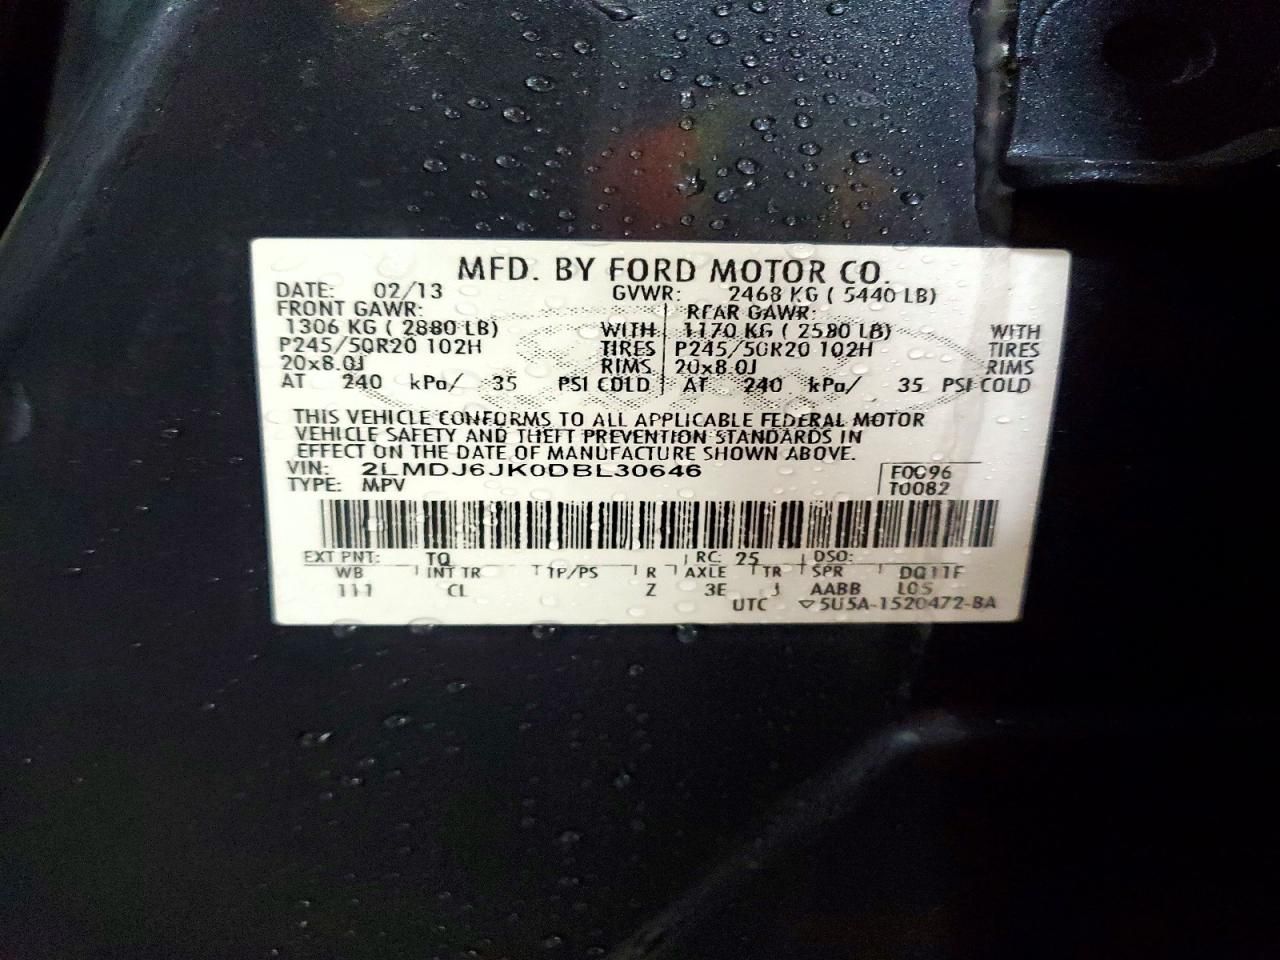 MFD. BY FORD MOTOR CO.
DATE: 02/13 GVWR: 2468 KG ( 5440 LB)
FRONT GAWR: REAR GAWR:
1306 KG ( 2880 LB) WITH 1170 KG ( 2580 LB) WITH
P245/50R20 102H TIRES P245/50R20 102H TIRES
20x8.0J RIMS 20x8.0J RIMS
AT 240 kPa/ 35 PSI COLD AT 240 kPa/ 35 PSI COLD
THIS VEHICLE CONFORMS TO ALL APPLICABLE FEDERAL MOTOR
VEHICLE SAFETY AND THEFT PREVENTION STANDARDS IN
EFFECT ON THE DATE OF MANUFACTURE SHOWN ABOVE.
VIN: 2LMDJ6JK0DBL30646 F0096
TYPE: MPV T0082
EXT PNT: TQ RC: 25 DSO:
WB INT TR TP/PS R AXLE TR SPR DQ11F
111 CL Z 3E J AABB L05
UTC ▽5U5A-1520472-BA